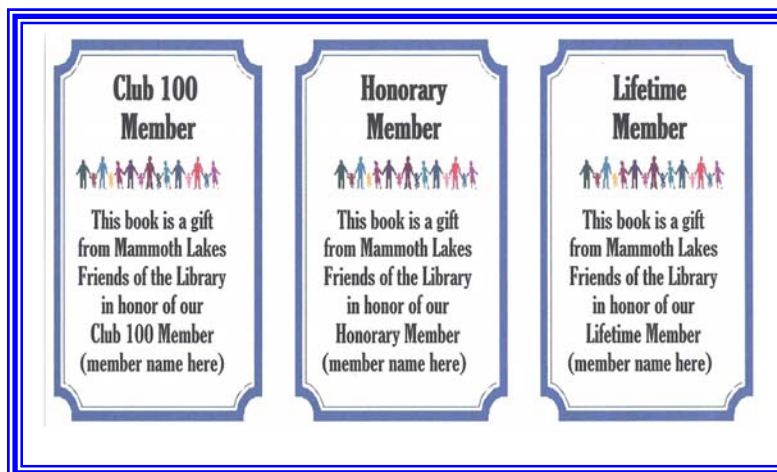 Club 100
Member
This book is a gift
from Mammoth Lakes
Friends of the Library
in honor of our
Club 100 Member
(member name here)
Honorary
Member
This book is a gift
from Mammoth Lakes
Friends of the Library
in honor of our
Honorary Member
(member name here)
Lifetime
Member
This book is a gift
from Mammoth Lakes
Friends of the Library
in honor of our
Lifetime Member
(member name here)